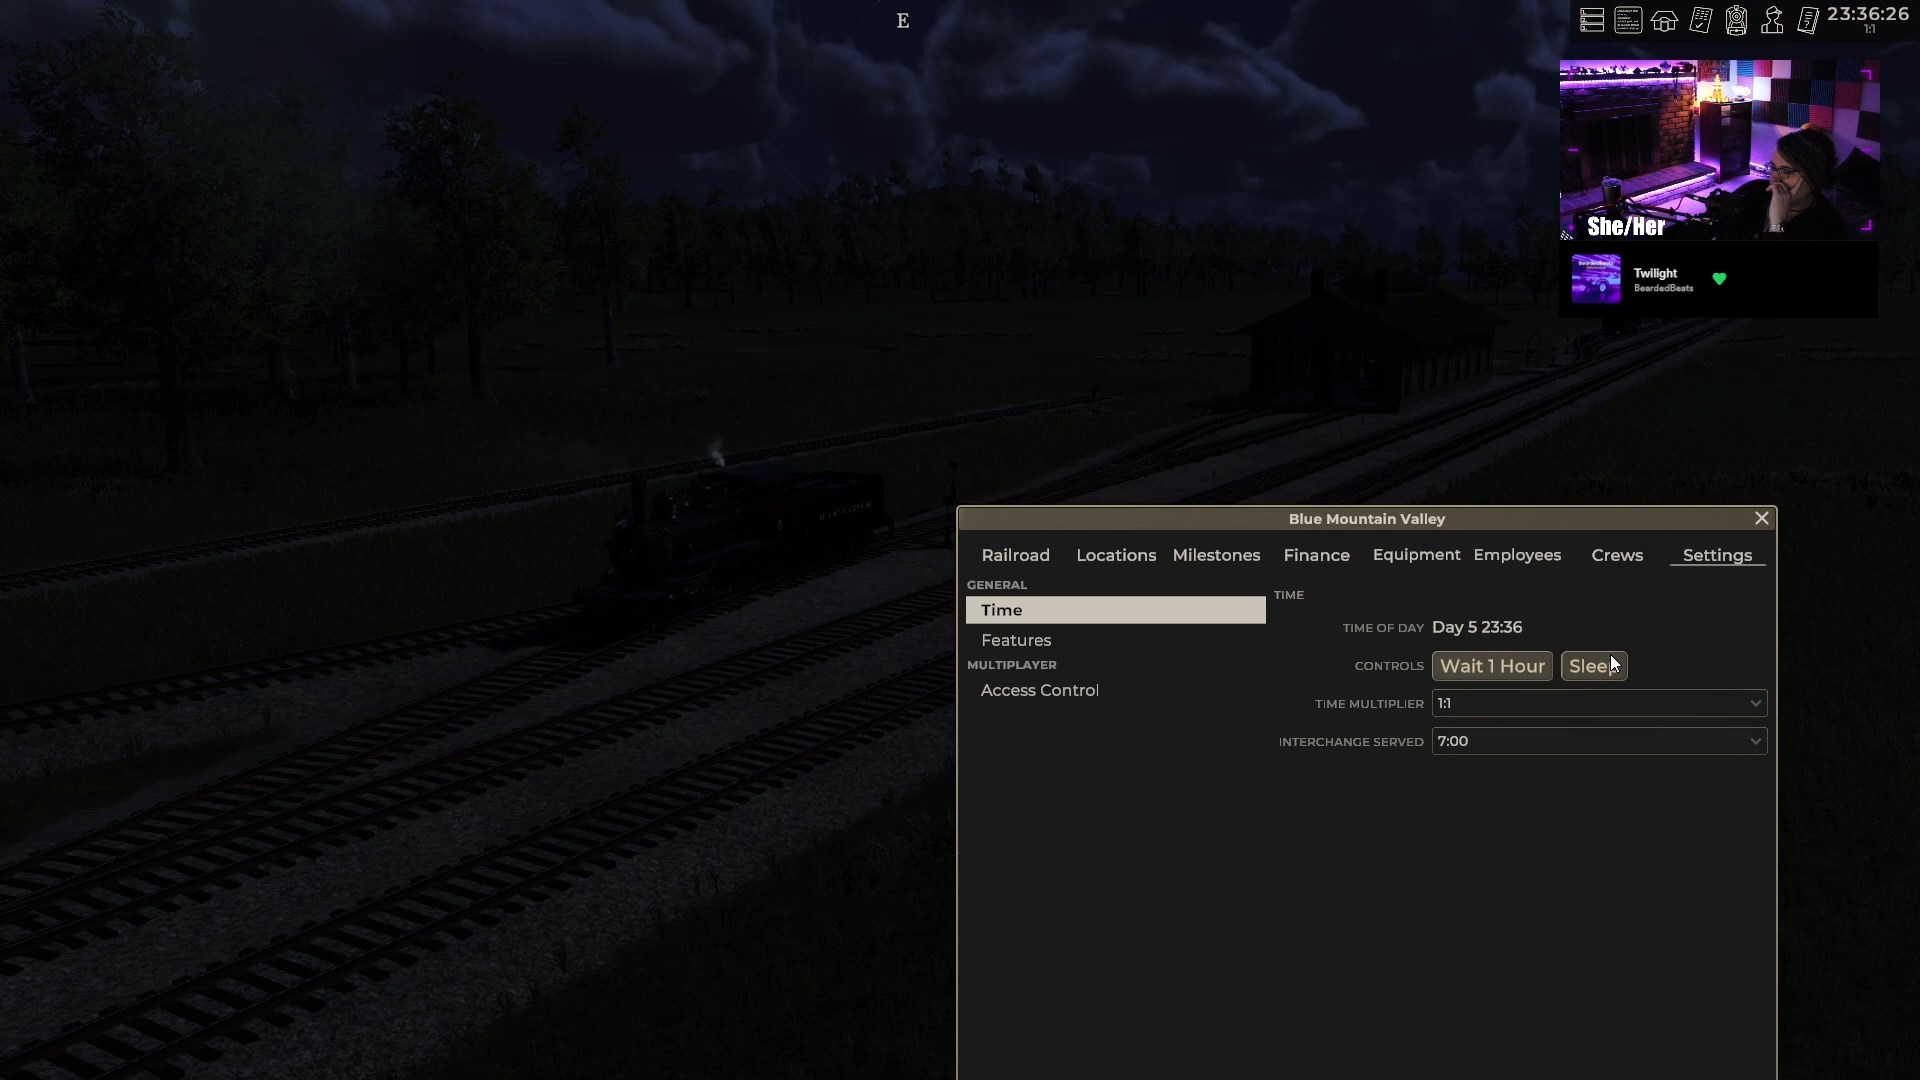 E
23:36:26
1:1
She/Her
Twilight
BeardedBeats
Blue Mountain Valley
Railroad Locations Milestones Finance Equipment Employees Crews Settings
GENERAL
Time
Features
MULTIPLAYER
Access Control
TIME
TIME OF DAY Day 5 23:36
CONTROLS Wait 1 Hour Sleep
TIME MULTIPLIER 1:1
INTERCHANGE SERVED 7:00